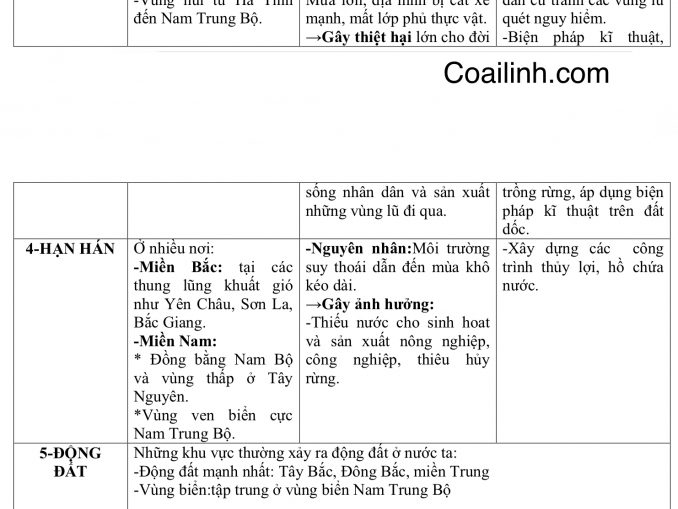 -Vùng núi từ Hà Tĩnh
đến Nam Trung Bộ.
Mưa lớn, địa hình bị cắt xẻ
mạnh, mất lớp phủ thực vật.
→Gây thiệt hại lớn cho đời
dân cư tránh các vùng lũ
quét nguy hiểm.
-Biện pháp kĩ thuật,
Coailinh.com
sống nhân dân và sản xuất
những vùng lũ đi qua.
trồng rừng, áp dụng biện
pháp kĩ thuật trên đất
dốc.
4-HẠN HÁN
Ở nhiều nơi:
-Miền Bắc: tại các
thung lũng khuất gió
như Yên Châu, Sơn La,
Bắc Giang.
-Miền Nam:
* Đồng bằng Nam Bộ
và vùng thấp ở Tây
Nguyên.
*Vùng ven biển cực
Nam Trung Bộ.
-Nguyên nhân:Môi trường
suy thoái dẫn đến mùa khô
kéo dài.
→Gây ảnh hưởng:
-Thiếu nước cho sinh hoat
và sản xuất nông nghiệp,
công nghiệp, thiêu hủy
rừng.
-Xây dựng các công
trình thủy lợi, hồ chứa
nước.
5-ĐỘNG
ĐẤT
Những khu vực thường xảy ra động đất ở nước ta:
-Động đất mạnh nhất: Tây Bắc, Đông Bắc, miền Trung
-Vùng biển:tập trung ở vùng biển Nam Trung Bộ